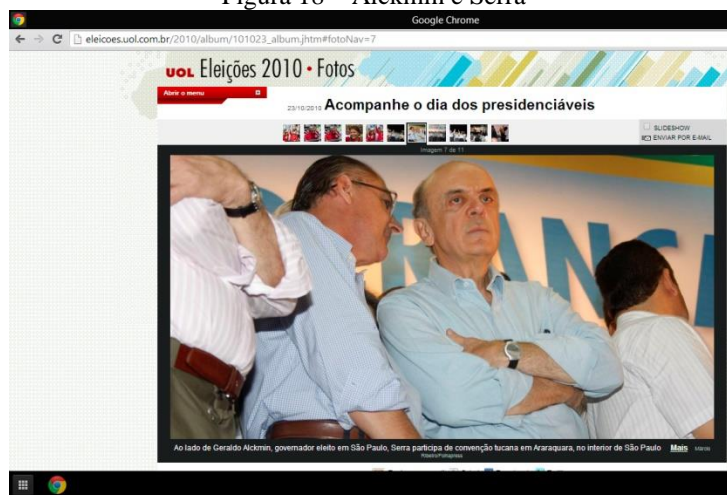 Figura 18 – Alckmin e Serra
Google Chrome
eleicoes.uol.com.br/2010/album/101023_album.jhtm#fotoNav=7
UOL Eleições 2010 • Fotos
Abrir o menu
23/10/2010 Acompanhe o dia dos presidenciáveis
SLIDESHOW
ENVIAR POR E-MAIL
Imagem 7 de 11
RANÇ
Ao lado de Geraldo Alckmin, governador eleito em São Paulo, Serra participa de convenção tucana em Araraquara, no interior de São Paulo Mais